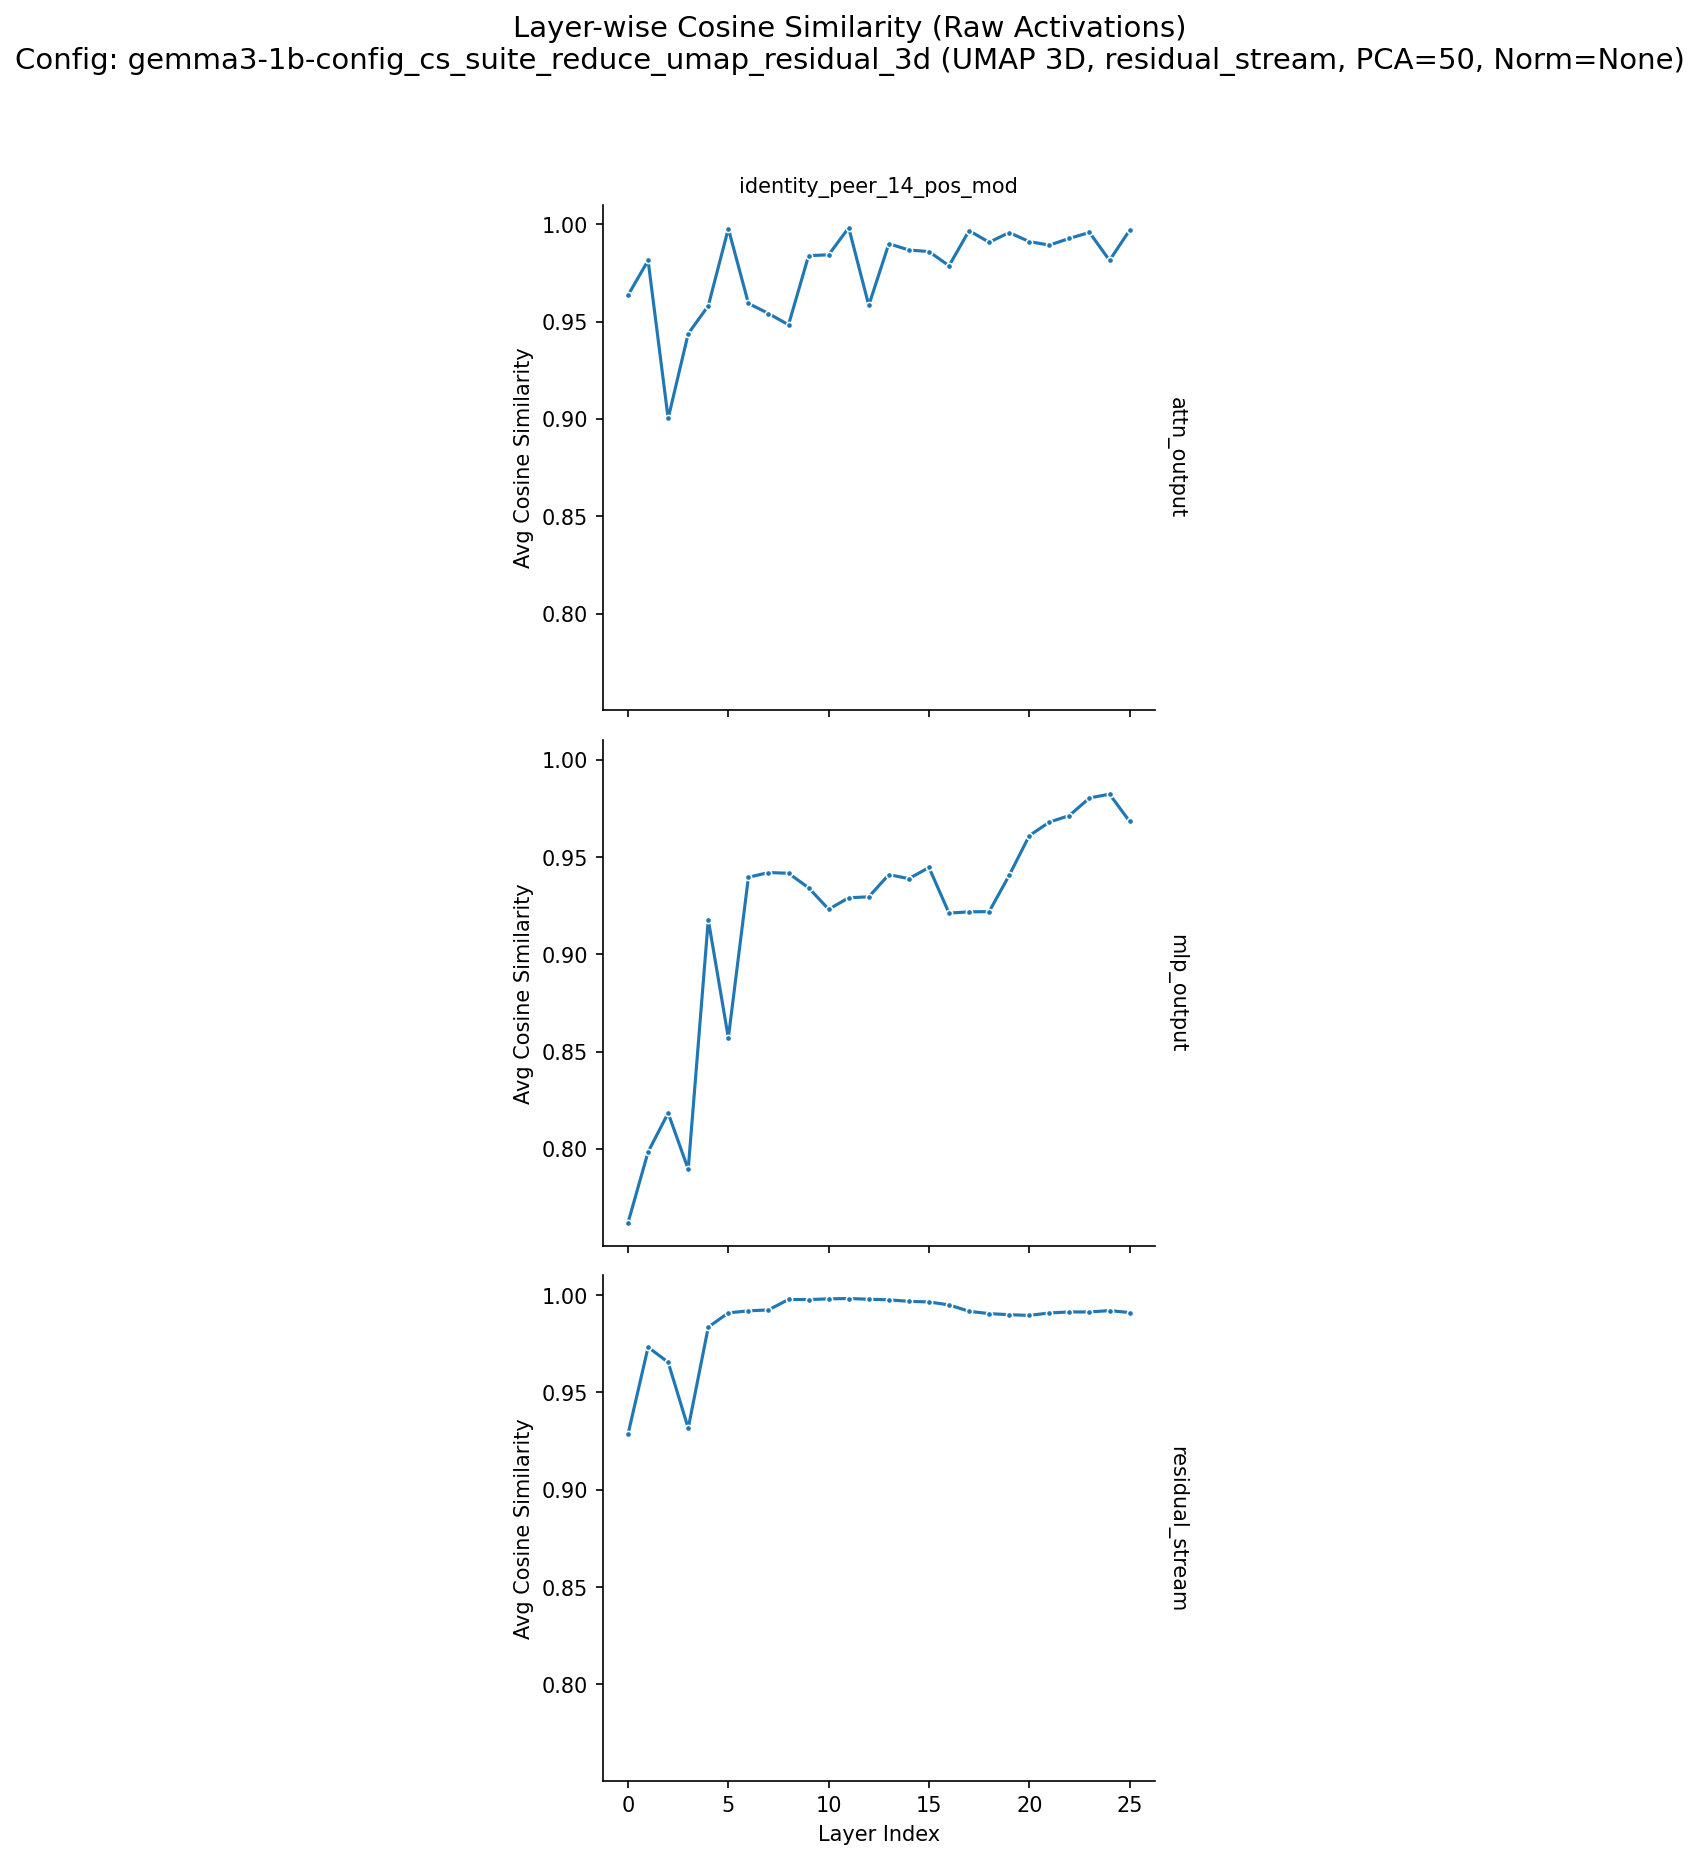 Layer-wise Cosine Similarity (Raw Activations)
Config: gemma3-1b-config_cs_suite_reduce_umap_residual_3d (UMAP 3D, residual_stream, PCA=50, Norm=None)
identity_peer_14_pos_mod
1.00
0.95
0.90
0.85
0.80
Avg Cosine Similarity
attn_output
1.00
0.95
0.90
0.85
0.80
Avg Cosine Similarity
mlp_output
1.00
0.95
0.90
0.85
0.80
Avg Cosine Similarity
residual_stream
0 5 10 15 20 25
Layer Index